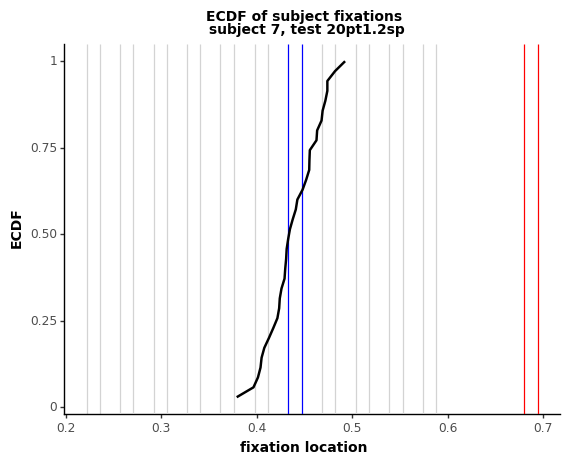 ECDF of subject fixations
subject 7, test 20pt1.2sp
1
0.75
0.50
0.25
0
ECDF
0.2
0.3
0.4
0.5
0.6
0.7
fixation location